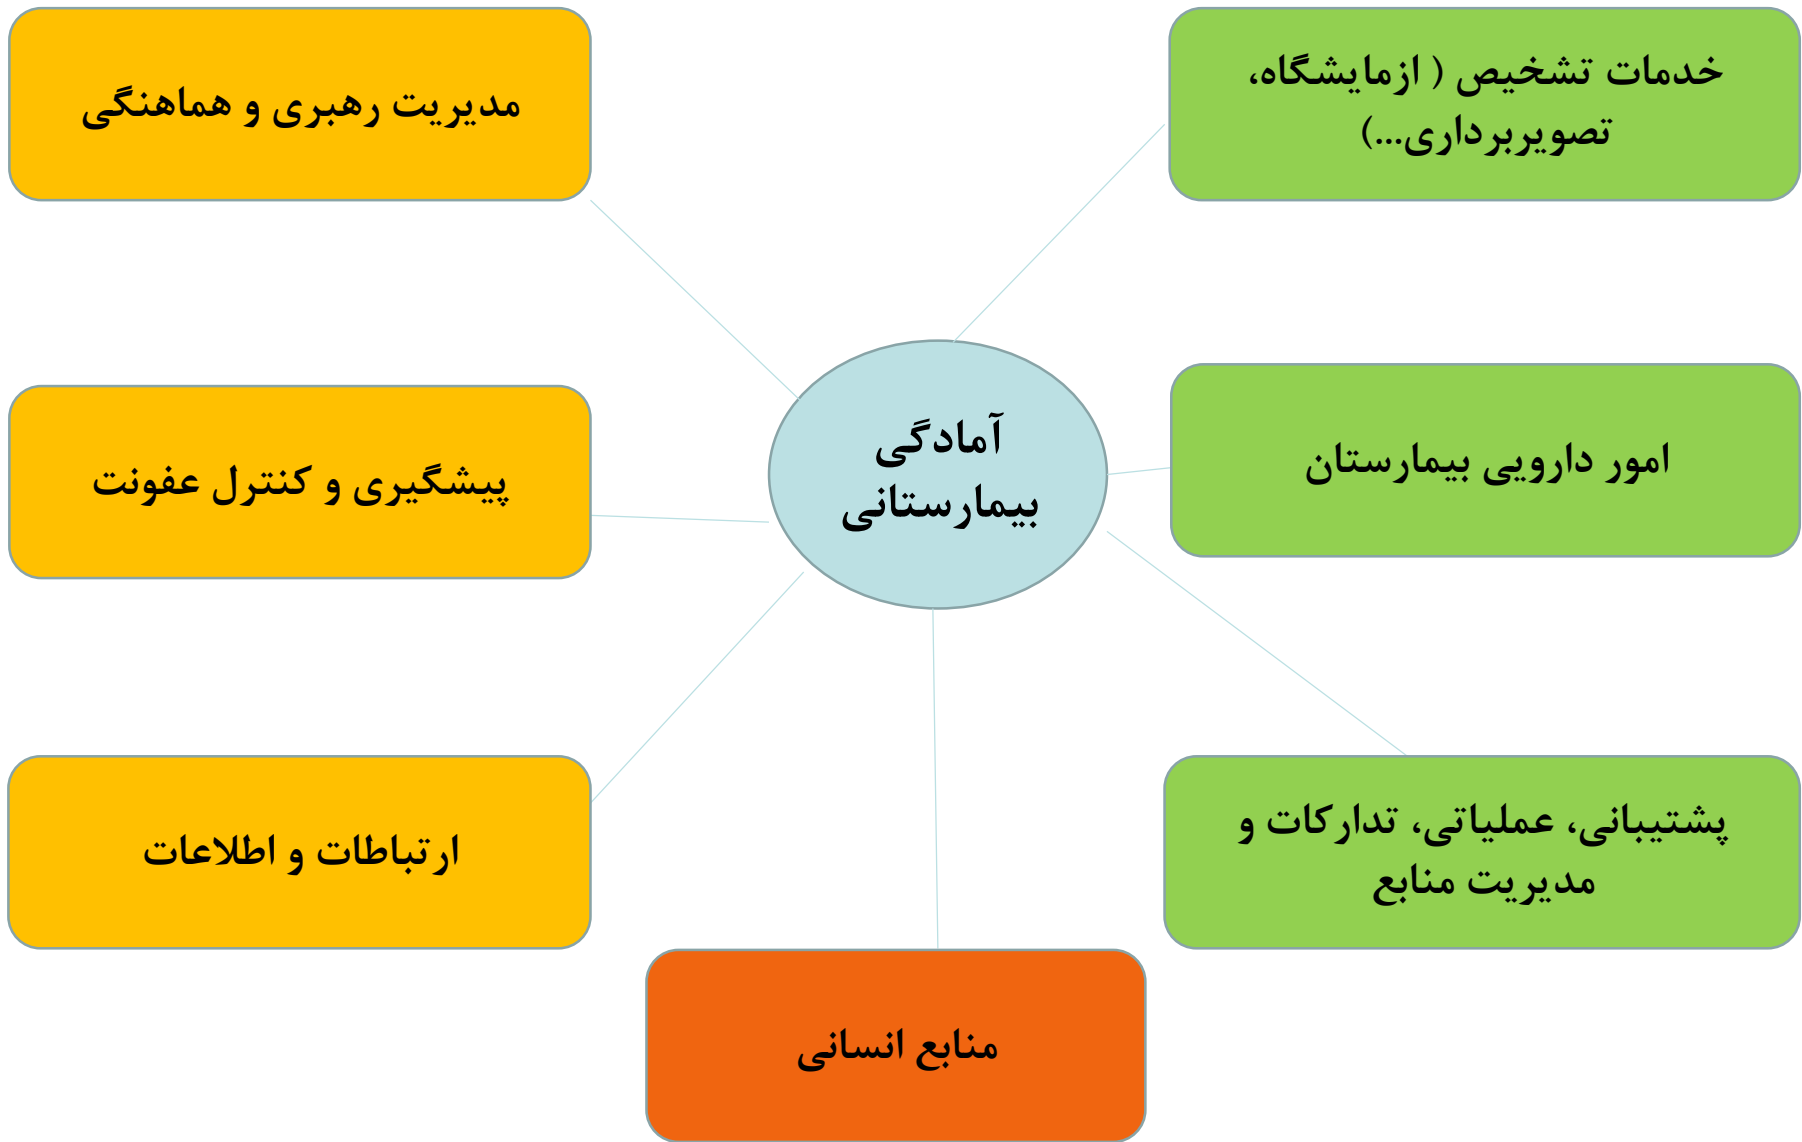 خدمات تشخیص ( ازمایشگاه،
تصویربرداری...)
مدیریت رهبری و هماهنگی
آمادگی
بیمارستانی
امور دارویی بیمارستان
پیشگیری و کنترل عفونت
پشتیبانی، عملیاتی، تدارکات و
مدیریت منابع
ارتباطات و اطلاعات
منابع انسانی